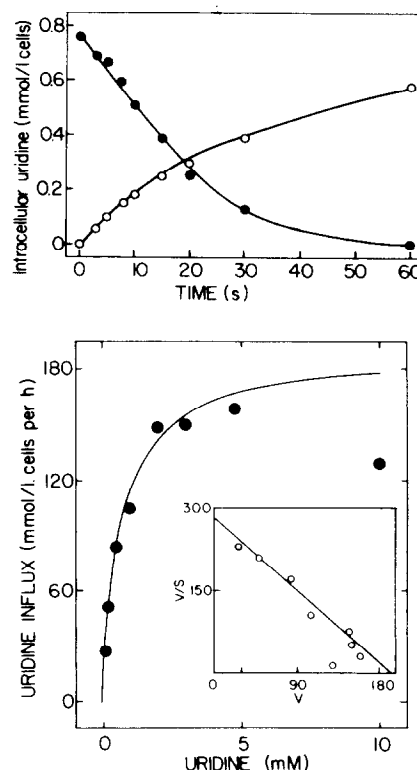 Intracellular uridine (mmol/l cells)
0.8
0.6
0.4
0.2
0
0 10 20 30 40 50 60
TIME (s)
URIDINE INFLUX (mmol/l. cells per h)
180
120
60
0
V/S
300
150
0 90 180
V
0 5 10
URIDINE (mM)